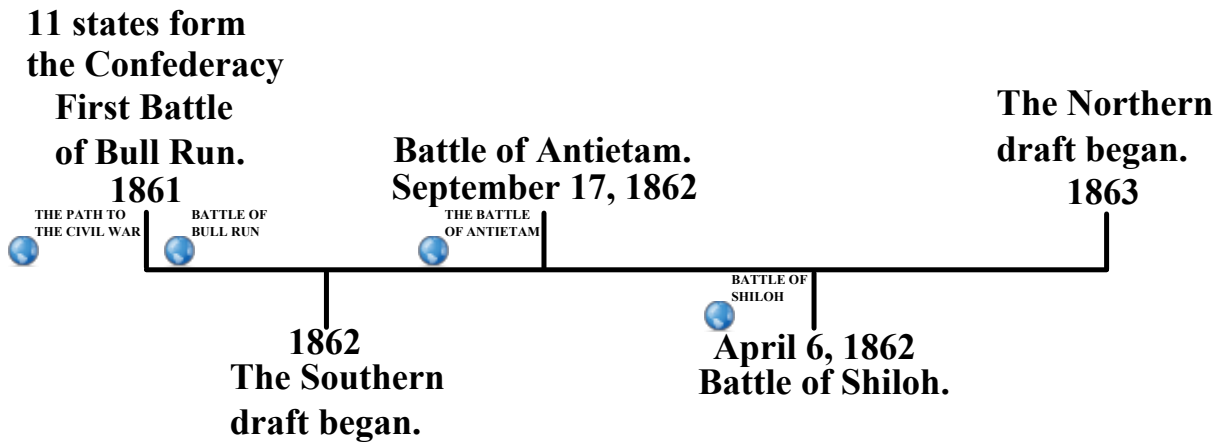 11 states form
the Confederacy
First Battle
of Bull Run.
1861
THE PATH TO
THE CIVIL WAR
BATTLE OF
BULL RUN
1862
The Southern
draft began.
Battle of Antietam.
September 17, 1862
THE BATTLE
OF ANTIETAM
BATTLE OF
SHILOH
April 6, 1862
Battle of Shiloh.
The Northern
draft began.
1863